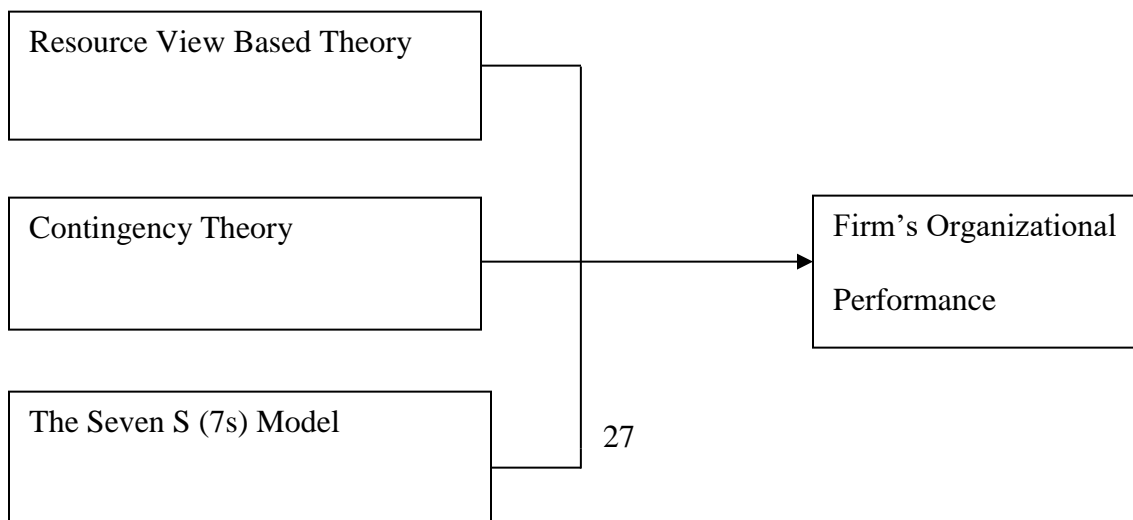 Resource View Based Theory
Contingency Theory
Firm’s Organizational
Performance
The Seven S (7s) Model
27